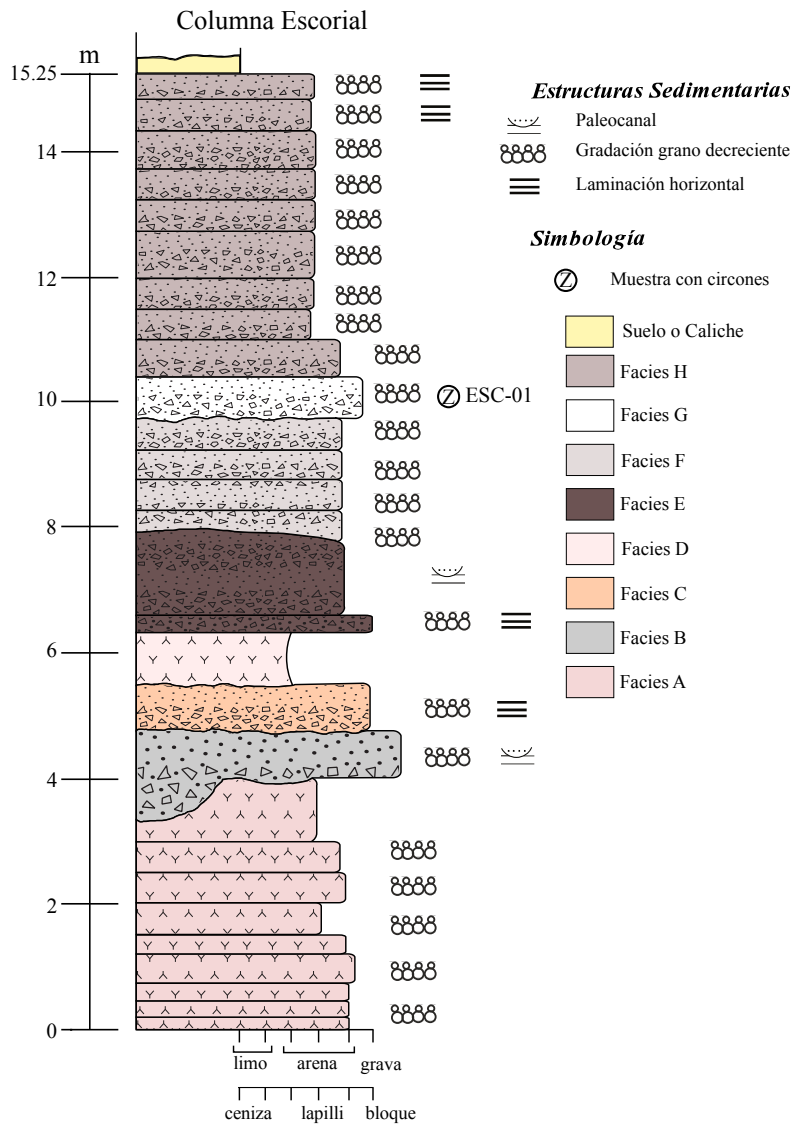 Columna Escorial
m
15.25
14
12
10
8
6
4
2
0
Z ESC-01
limo arena grava
ceniza lapilli bloque
Estructuras Sedimentarias
Paleocanal
Gradación grano decreciente
Laminación horizontal
Simbología
Z Muestra con circones
Suelo o Caliche
Facies H
Facies G
Facies F
Facies E
Facies D
Facies C
Facies B
Facies A